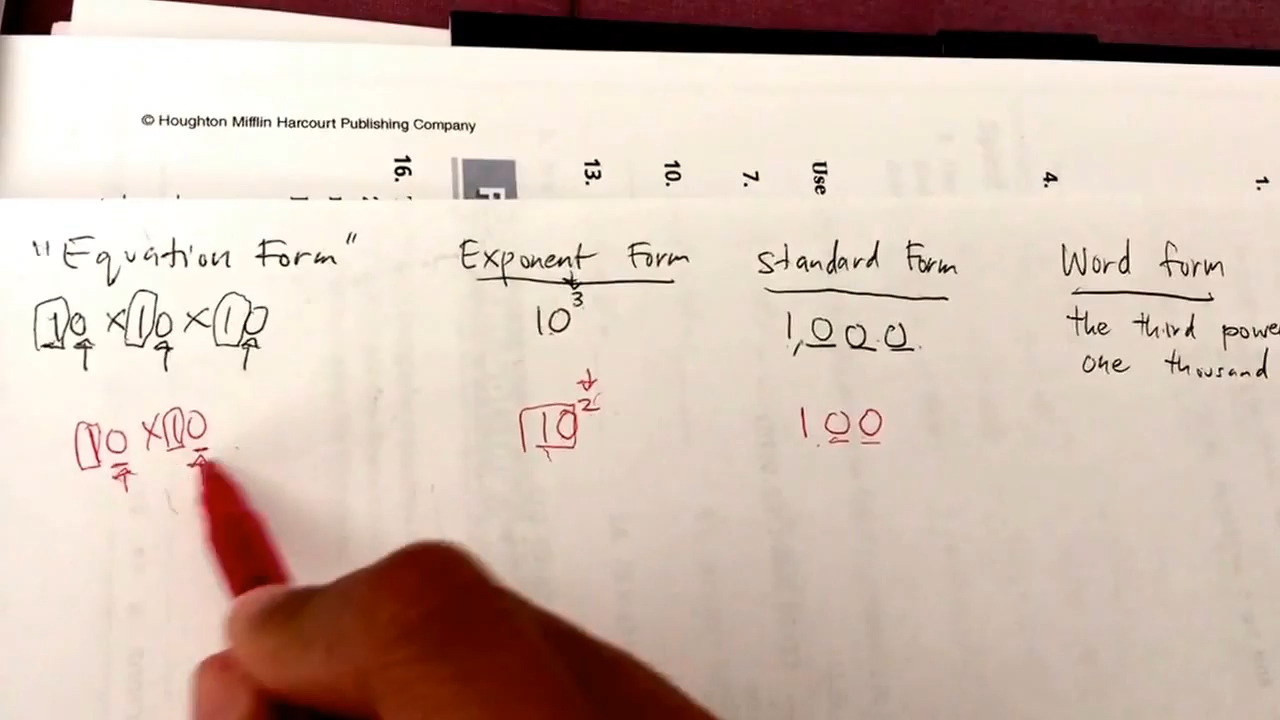 © Houghton Mifflin Harcourt Publishing Company
16.
13.
10.
7.
Use
4.
1.
"Equation Form" Exponent Form Standard Form Word form
10 × 10 × 10 10³ 1,000 the third
one thousand
10 × 10 10² 100